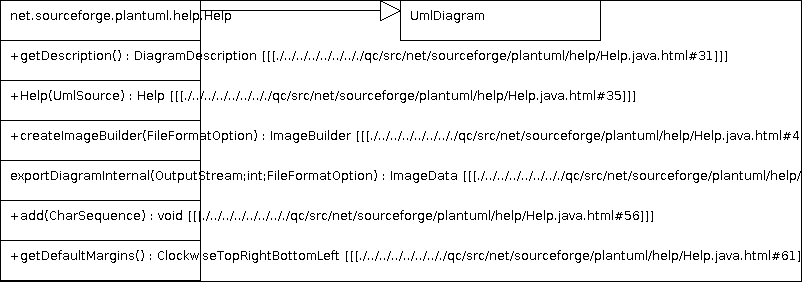 net.sourceforge.plantuml.help.Help
UmlDiagram
+getDescription() : DiagramDescription [[[./../../../../../../../qc/src/net/sourceforge/plantuml/help/Help.java.html#31]]]
+Help(UmlSource) : Help [[[./../../../../../../../qc/src/net/sourceforge/plantuml/help/Help.java.html#35]]]
+createImageBuilder(FileFormatOption) : ImageBuilder [[[./../../../../../../../qc/src/net/sourceforge/plantuml/help/Help.java.html#4
exportDiagramInternal(OutputStream;int;FileFormatOption) : ImageData [[[./../../../../../../../qc/src/net/sourceforge/plantuml/help/
+add(CharSequence) : void [[[./../../../../../../../qc/src/net/sourceforge/plantuml/help/Help.java.html#56]]]
+getDefaultMargins() : ClockwiseTopRightBottomLeft [[[./../../../../../../../qc/src/net/sourceforge/plantuml/help/Help.java.html#61]